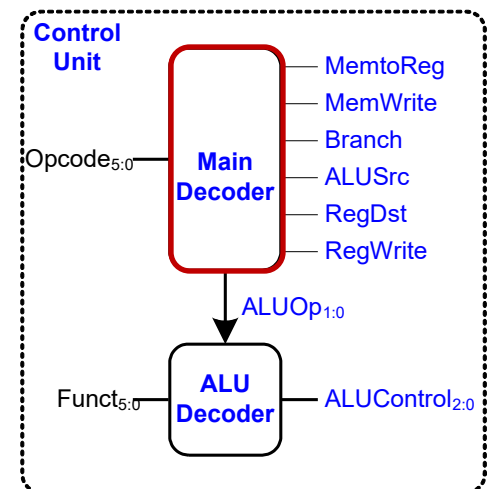 Control
Unit
MemtoReg
MemWrite
Branch
Opcode5:0
Main
Decoder
ALUSrc
RegDst
RegWrite
ALUOp1:0
Funct5:0
ALU
Decoder
ALUControl2:0